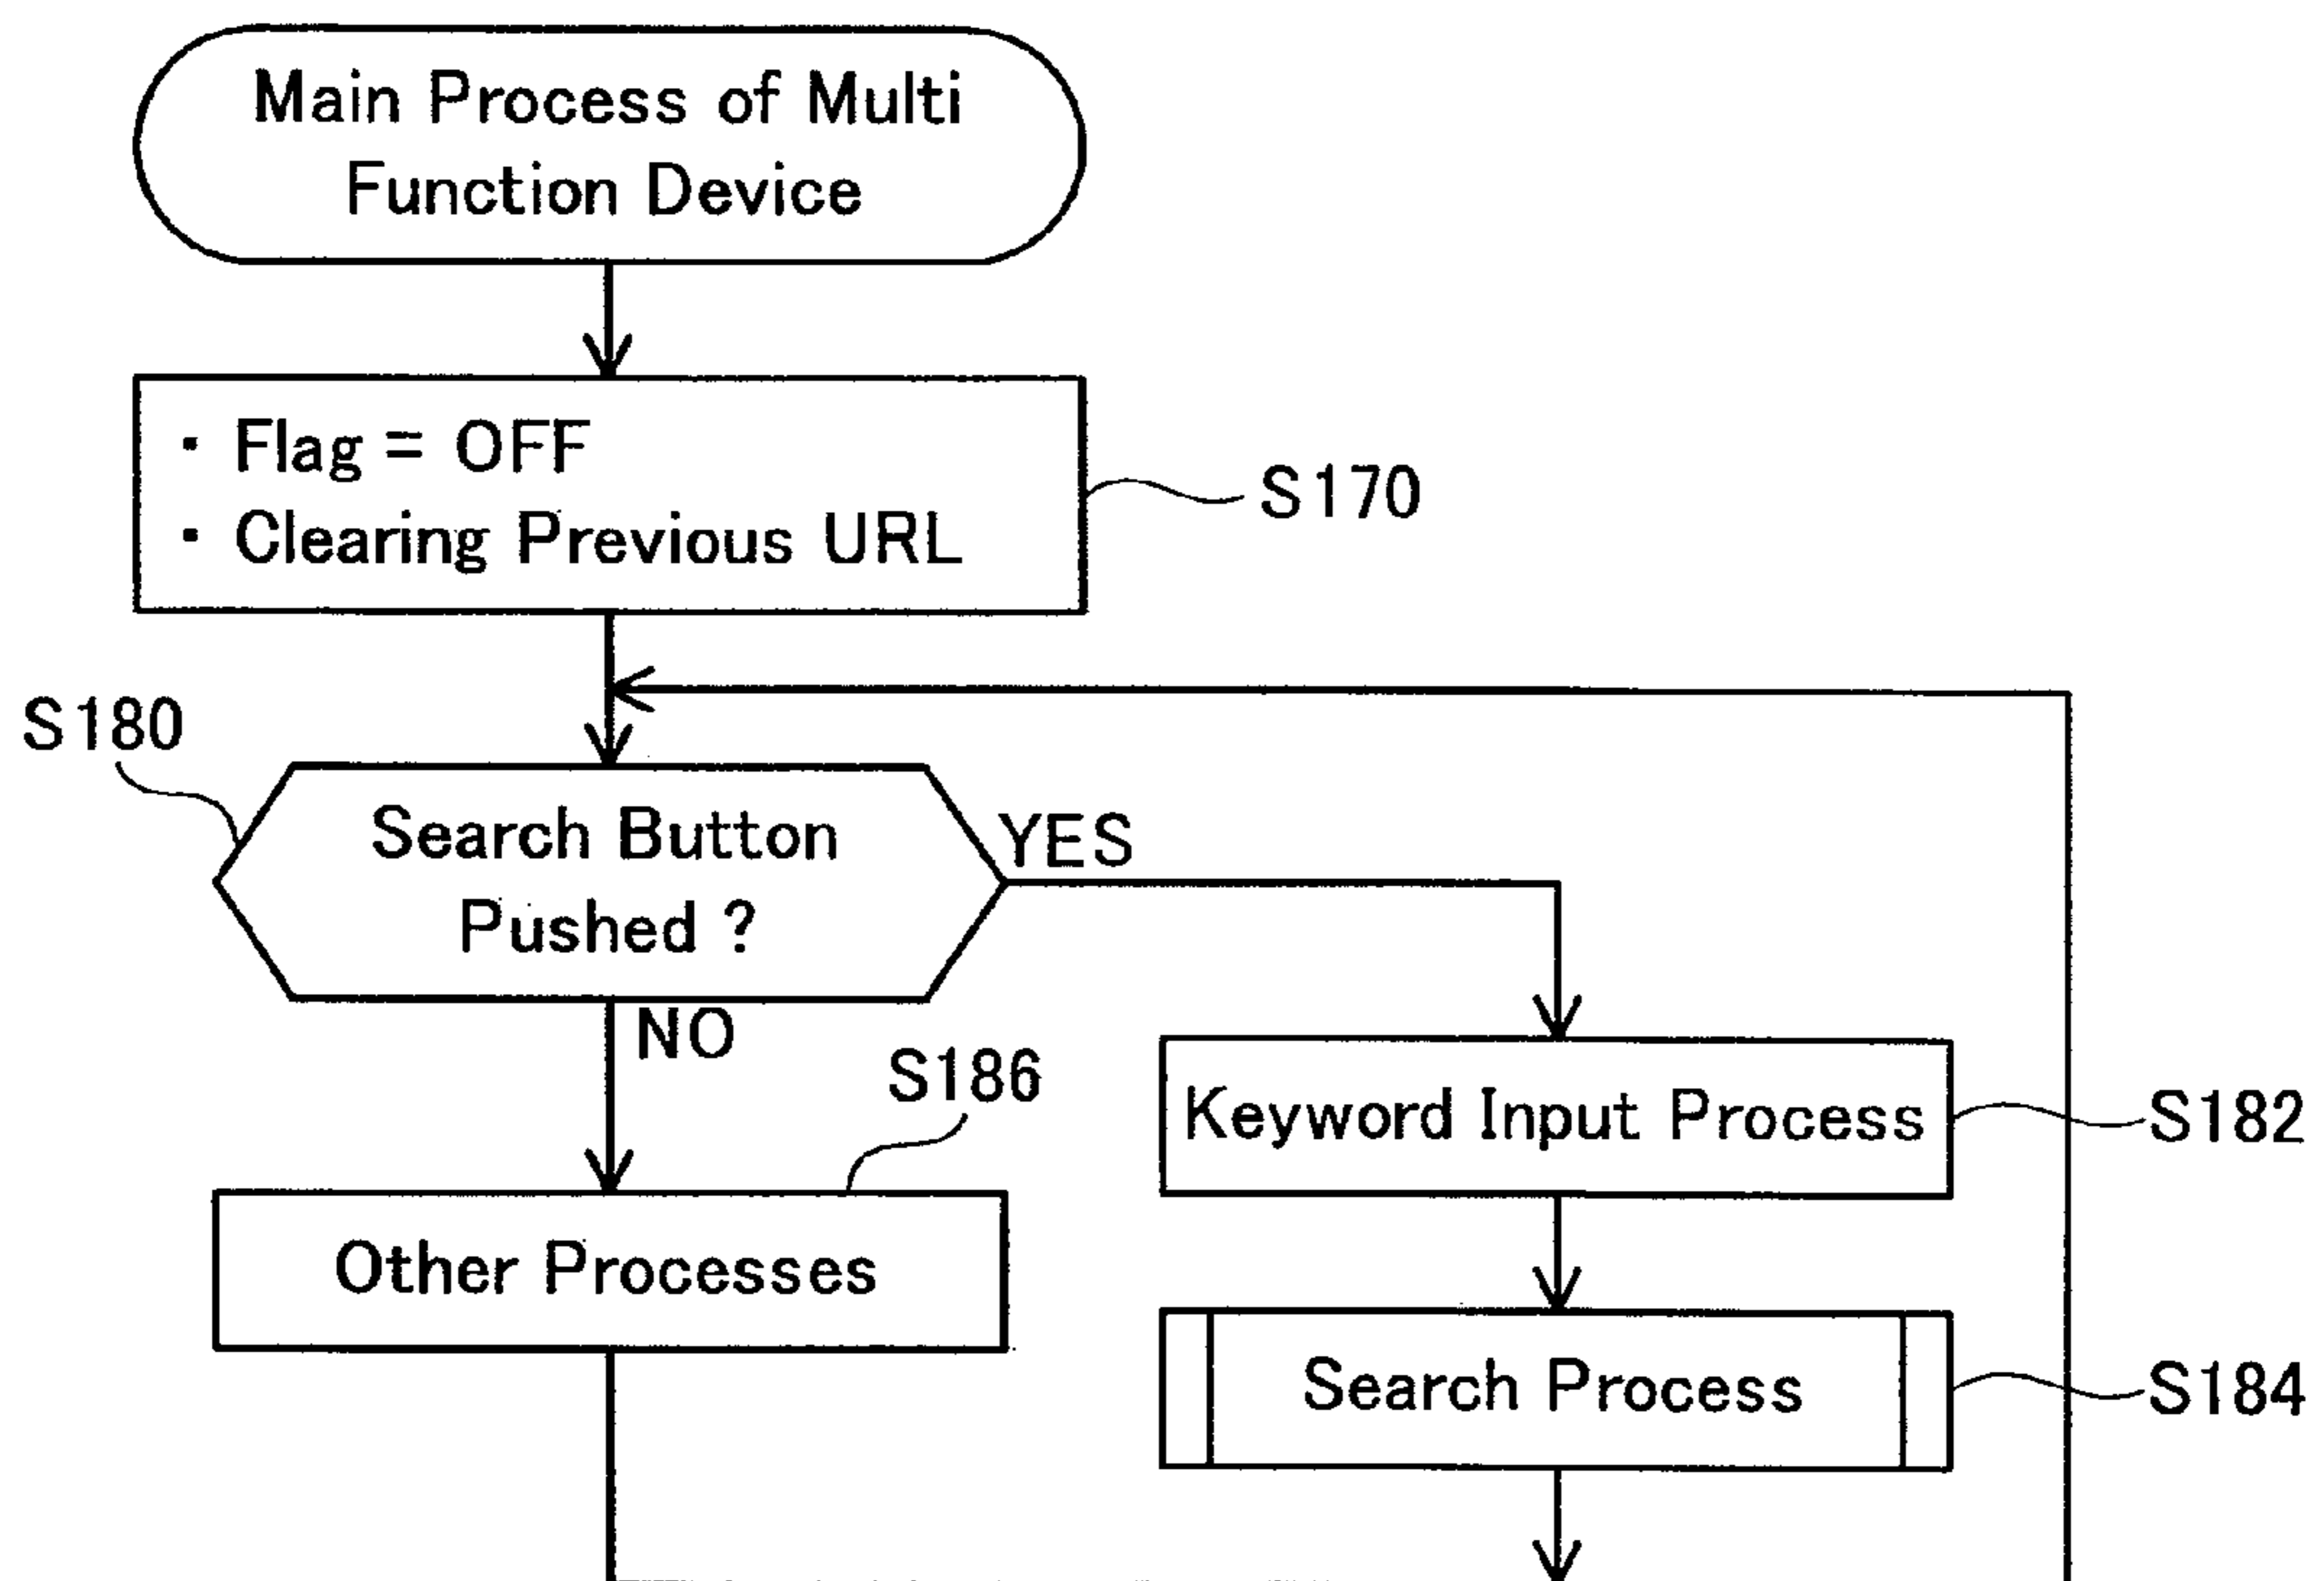 Main Process of Multi
Function Device
・ Flag = OFF
・ Clearing Previous URL
S170
S180
Search Button
Pushed ?
YES
NO
S186
Keyword Input Process
S182
Other Processes
Search Process
S184